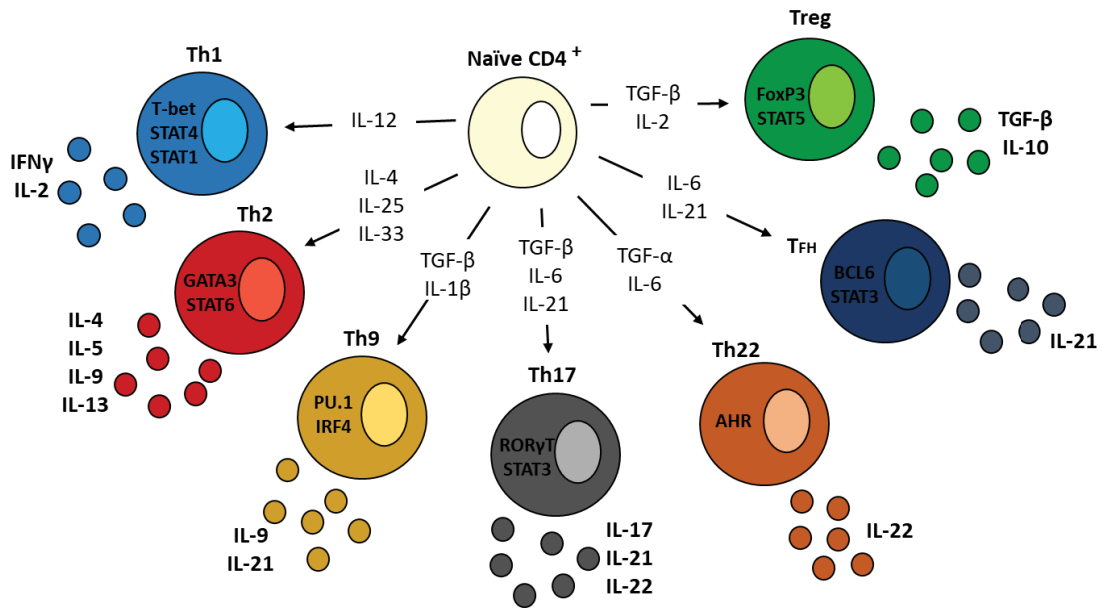 Naïve CD4 +
Th1
T-bet
STAT4
STAT1
IL-12
IFNγ
IL-2
Th2
GATA3
STAT6
IL-4
IL-25
IL-33
IL-4
IL-5
IL-9
IL-13
Th9
PU.1
IRF4
TGF-β
IL-1β
IL-9
IL-21
Th17
RORγT
STAT3
TGF-β
IL-6
IL-21
IL-17
IL-21
IL-22
Th22
AHR
TGF-α
IL-6
IL-22
TFH
BCL6
STAT3
IL-6
IL-21
IL-21
Treg
FoxP3
STAT5
TGF-β
IL-2
TGF-β
IL-10